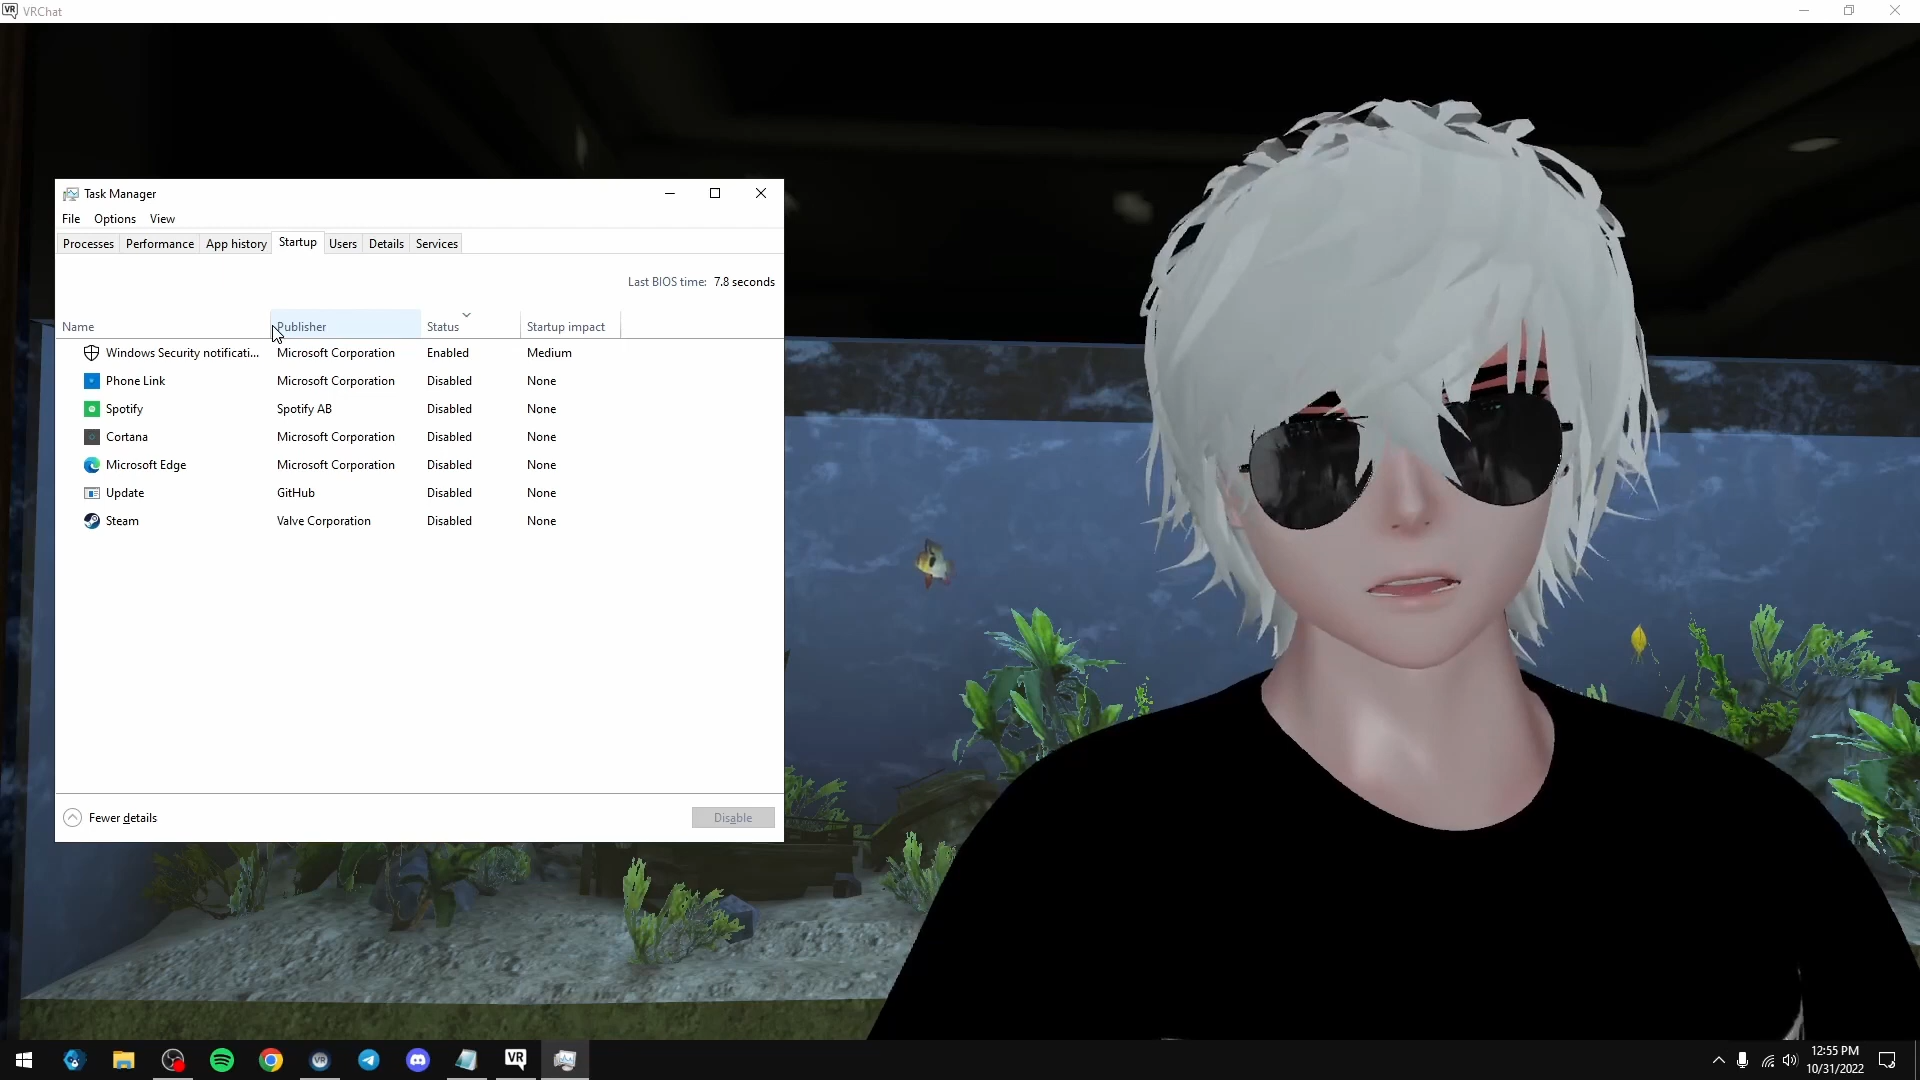 VRChat
Task Manager
File Options View
Processes Performance App history Startup Users Details Services
Last BIOS time: 7.8 seconds
Name Publisher Status Startup impact
Windows Security notificati... Microsoft Corporation Enabled Medium
Phone Link Microsoft Corporation Disabled None
Spotify Spotify AB Disabled None
Cortana Microsoft Corporation Disabled None
Microsoft Edge Microsoft Corporation Disabled None
Update GitHub Disabled None
Steam Valve Corporation Disabled None
Fewer details Disable
VR VR 12:55 PM
10/31/2022